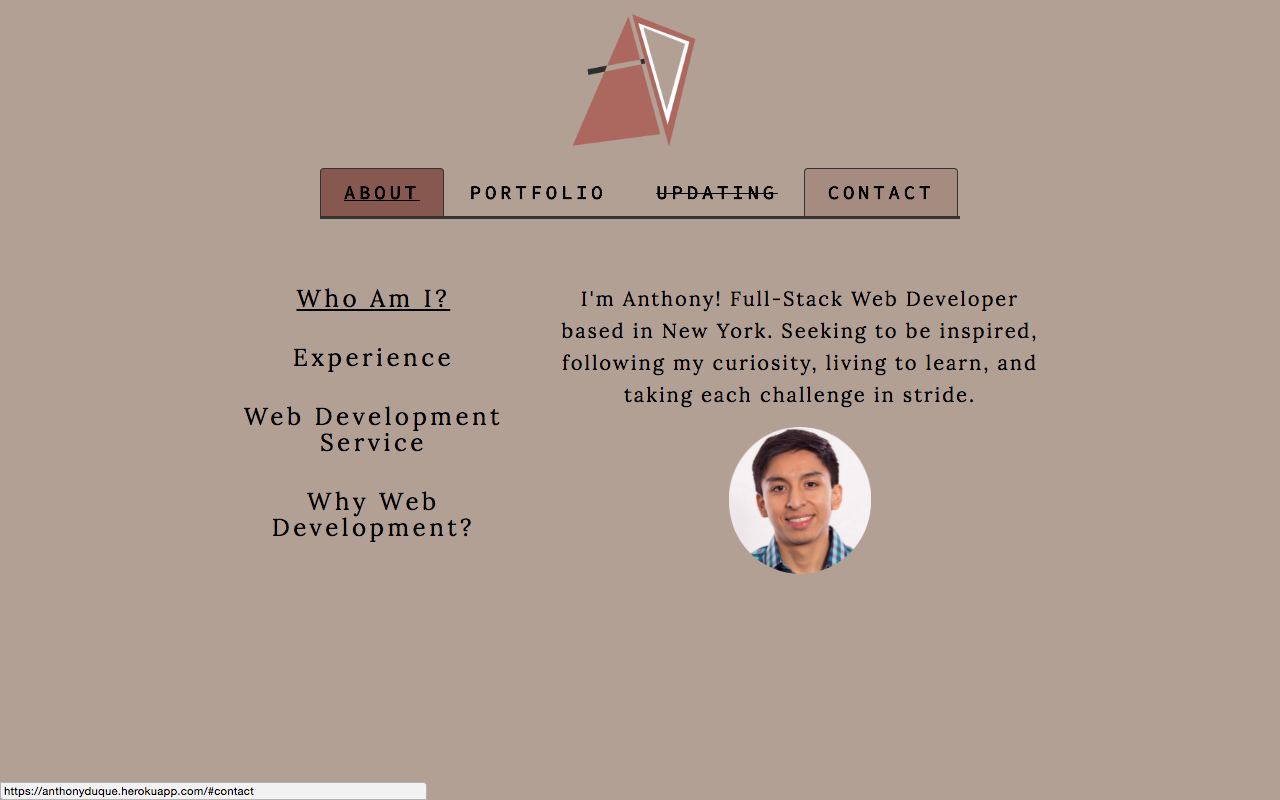 ABOUT PORTFOLIO UPDATING CONTACT
Who Am I?
Experience
Web Development
Service
Why Web
Development?
I'm Anthony! Full-Stack Web Developer
based in New York. Seeking to be inspired,
following my curiosity, living to learn, and
taking each challenge in stride.
https://anthonyduque.herokuapp.com/#contact